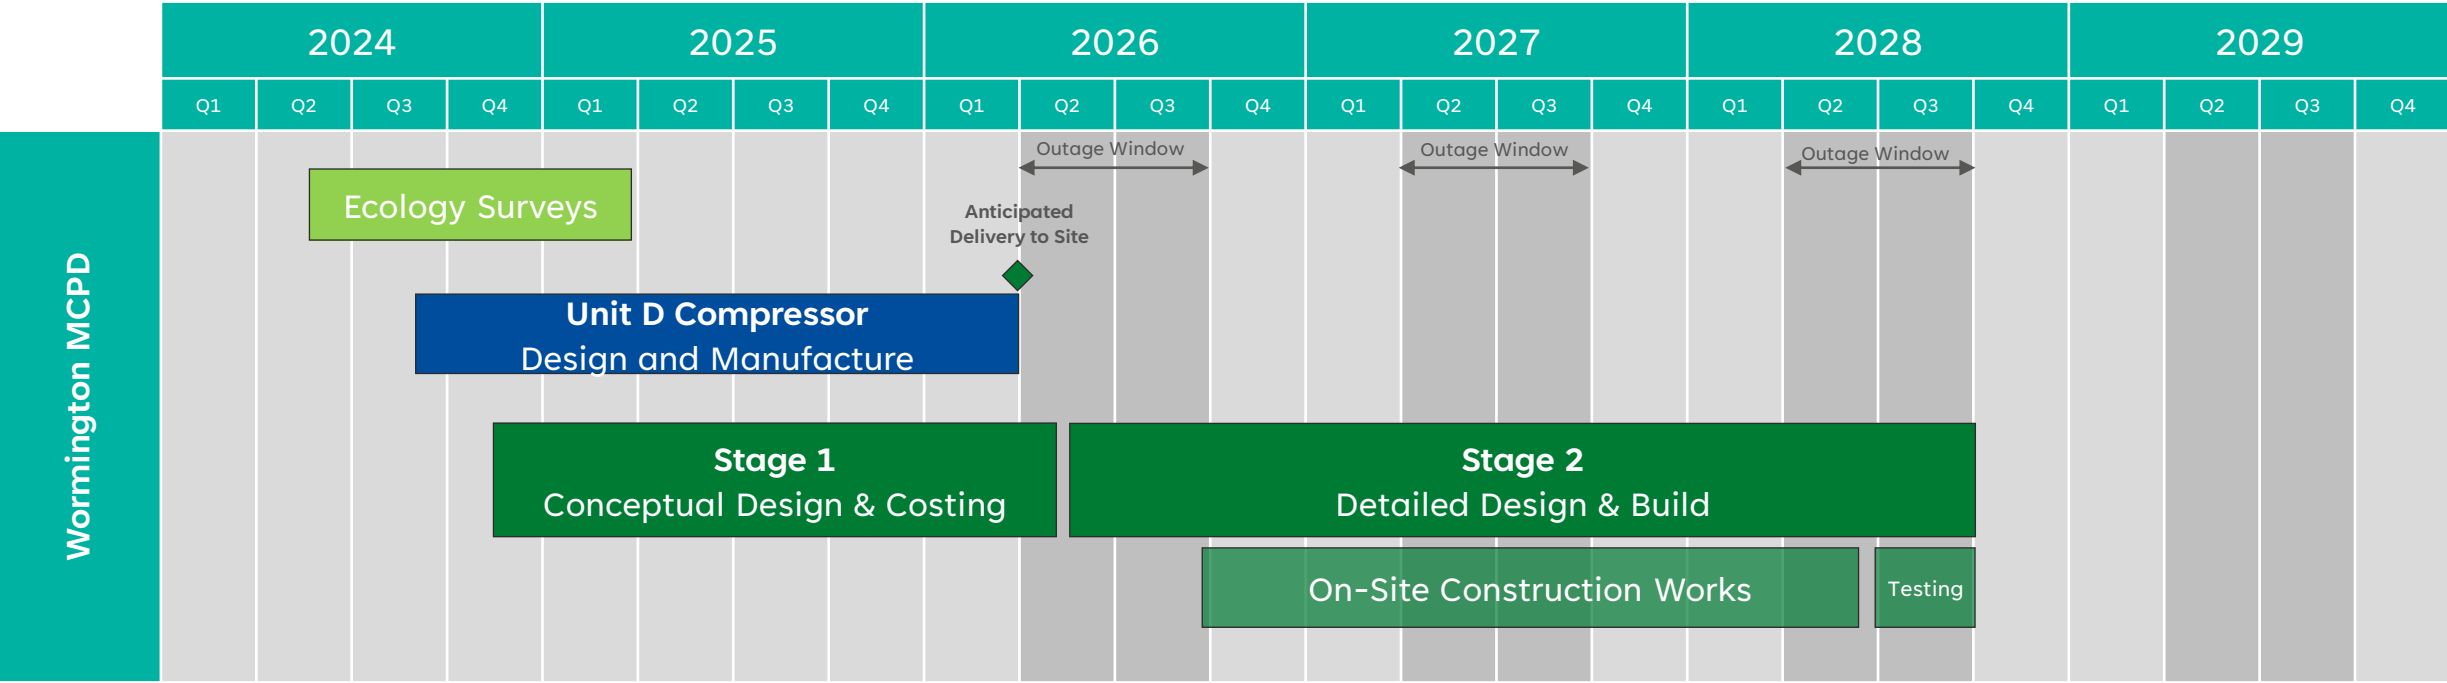 2024 2025 2026 2027 2028 2029
Q1 Q2 Q3 Q4 Q1 Q2 Q3 Q4 Q1 Q2 Q3 Q4 Q1 Q2 Q3 Q4 Q1 Q2 Q3 Q4 Q1 Q2 Q3 Q4
Wormington MCPD
Outage Window
Outage Window
Outage Window
Ecology Surveys
Anticipated
Delivery to Site
Unit D Compressor
Design and Manufacture
Stage 1
Conceptual Design & Costing
Stage 2
Detailed Design & Build
On-Site Construction Works
Testing